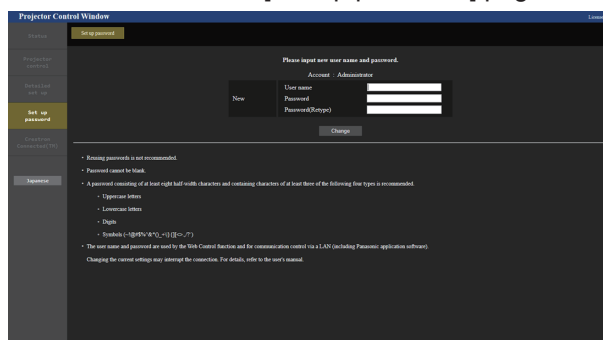 Projector Control Window
License
Status
Set up password
Projector
control
Detailed
set up
Set up
password
Crestron
Connected(TM)
Japanese
Please input new user name and password.
Account : Administrator
New
User name
Password
Password(Retype)
Change
・ Reusing passwords is not recommended.
・ Password cannot be blank.
・ A password consisting of at least eight half-width characters and containing characters of at least three of the following four types is recommended.
・ Uppercase letters
・ Lowercase letters
・ Digits
・ Symbols
・ The user name and password are used by the Web Control function and for communication control via a LAN (including Panasonic application software).
Changing the current settings may interrupt the connection. For details, refer to the user's manual.